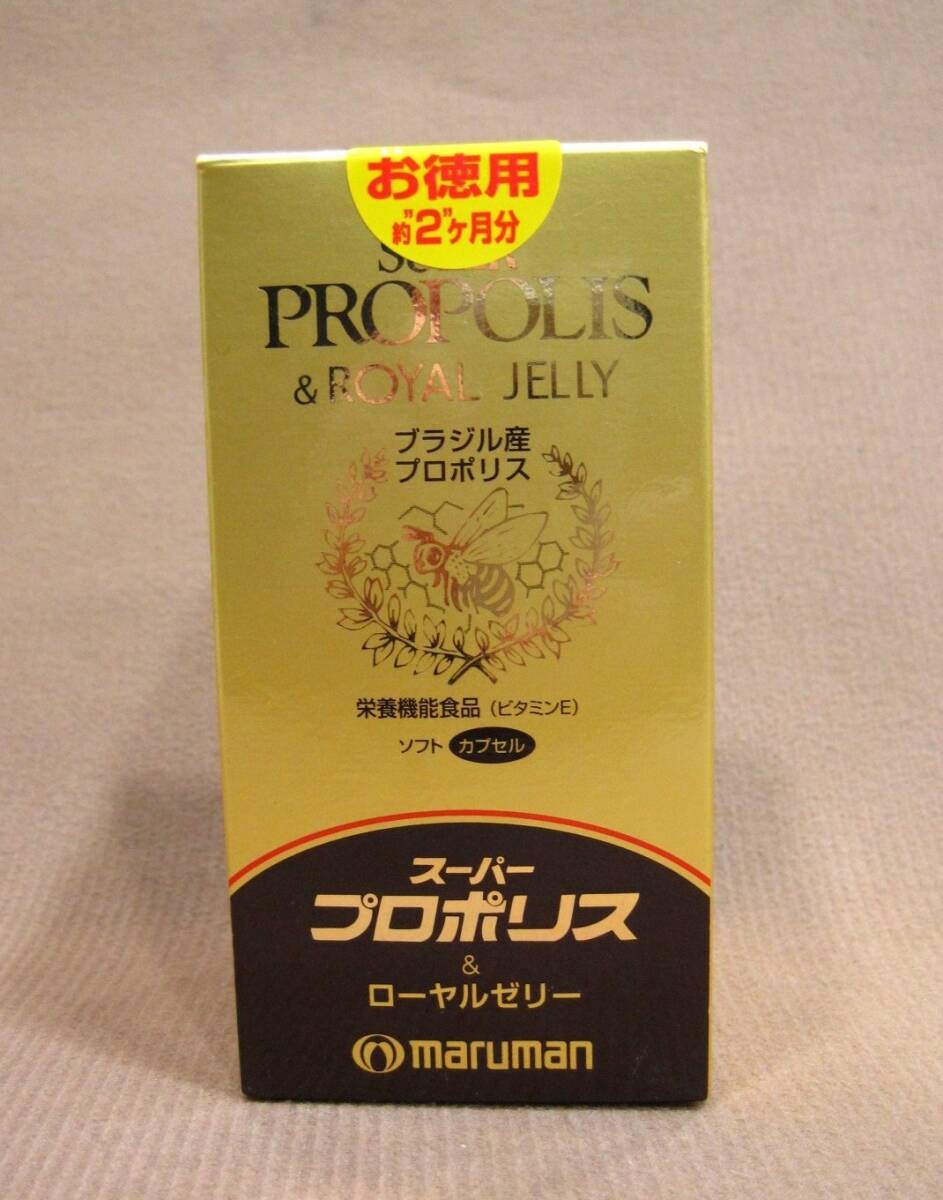 お徳用
約"2"ヶ月分
PROPOLIS
& ROYAL JELLY
ブラジル産
プロポリス
栄養機能食品（ビタミンE）
ソフト カプセル
スーパー
プロポリス
&
ローヤルゼリー
maruman